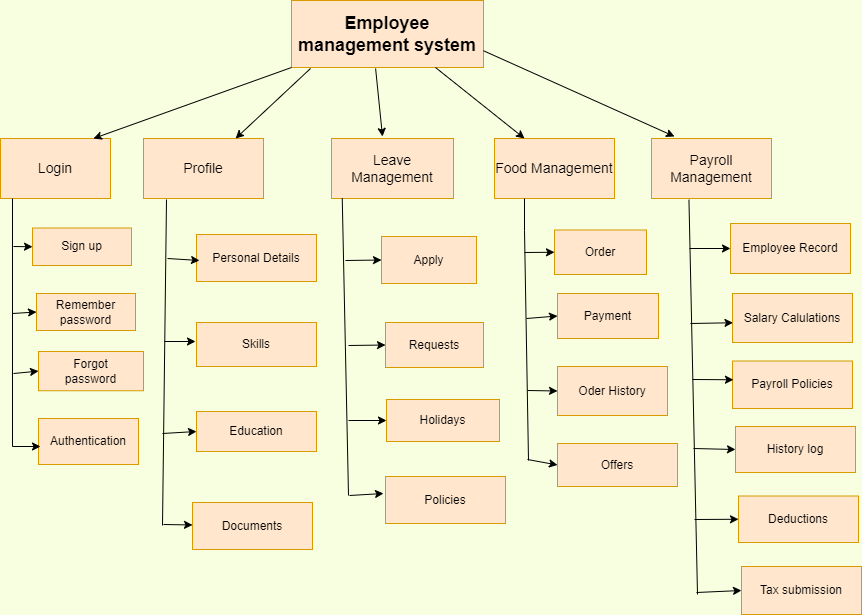 Employee
management system
Login
Profile
Leave
Management
Food Management
Payroll
Management
Sign up
Remember
password
Forgot
password
Authentication
Personal Details
Skills
Education
Documents
Apply
Requests
Holidays
Policies
Order
Payment
Oder History
Offers
Employee Record
Salary Calulations
Payroll Policies
History log
Deductions
Tax submission